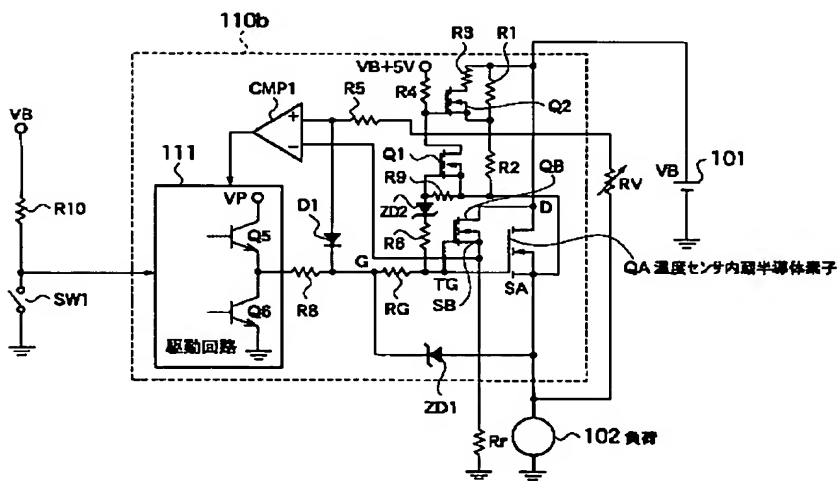 110b
R3
R1
VB+5V
R4
CMP1
R5
Q2
VB
111
Q1
R2
QB
R9
VB
101
RV
R10
VP
D1
ZD2
D
Q5
R6
G
QA 温度センサ内蔵半導体素子
SW1
R8
RG
TG
SB
SA
Q6
駆動回路
ZD1
Rr
102 負荷